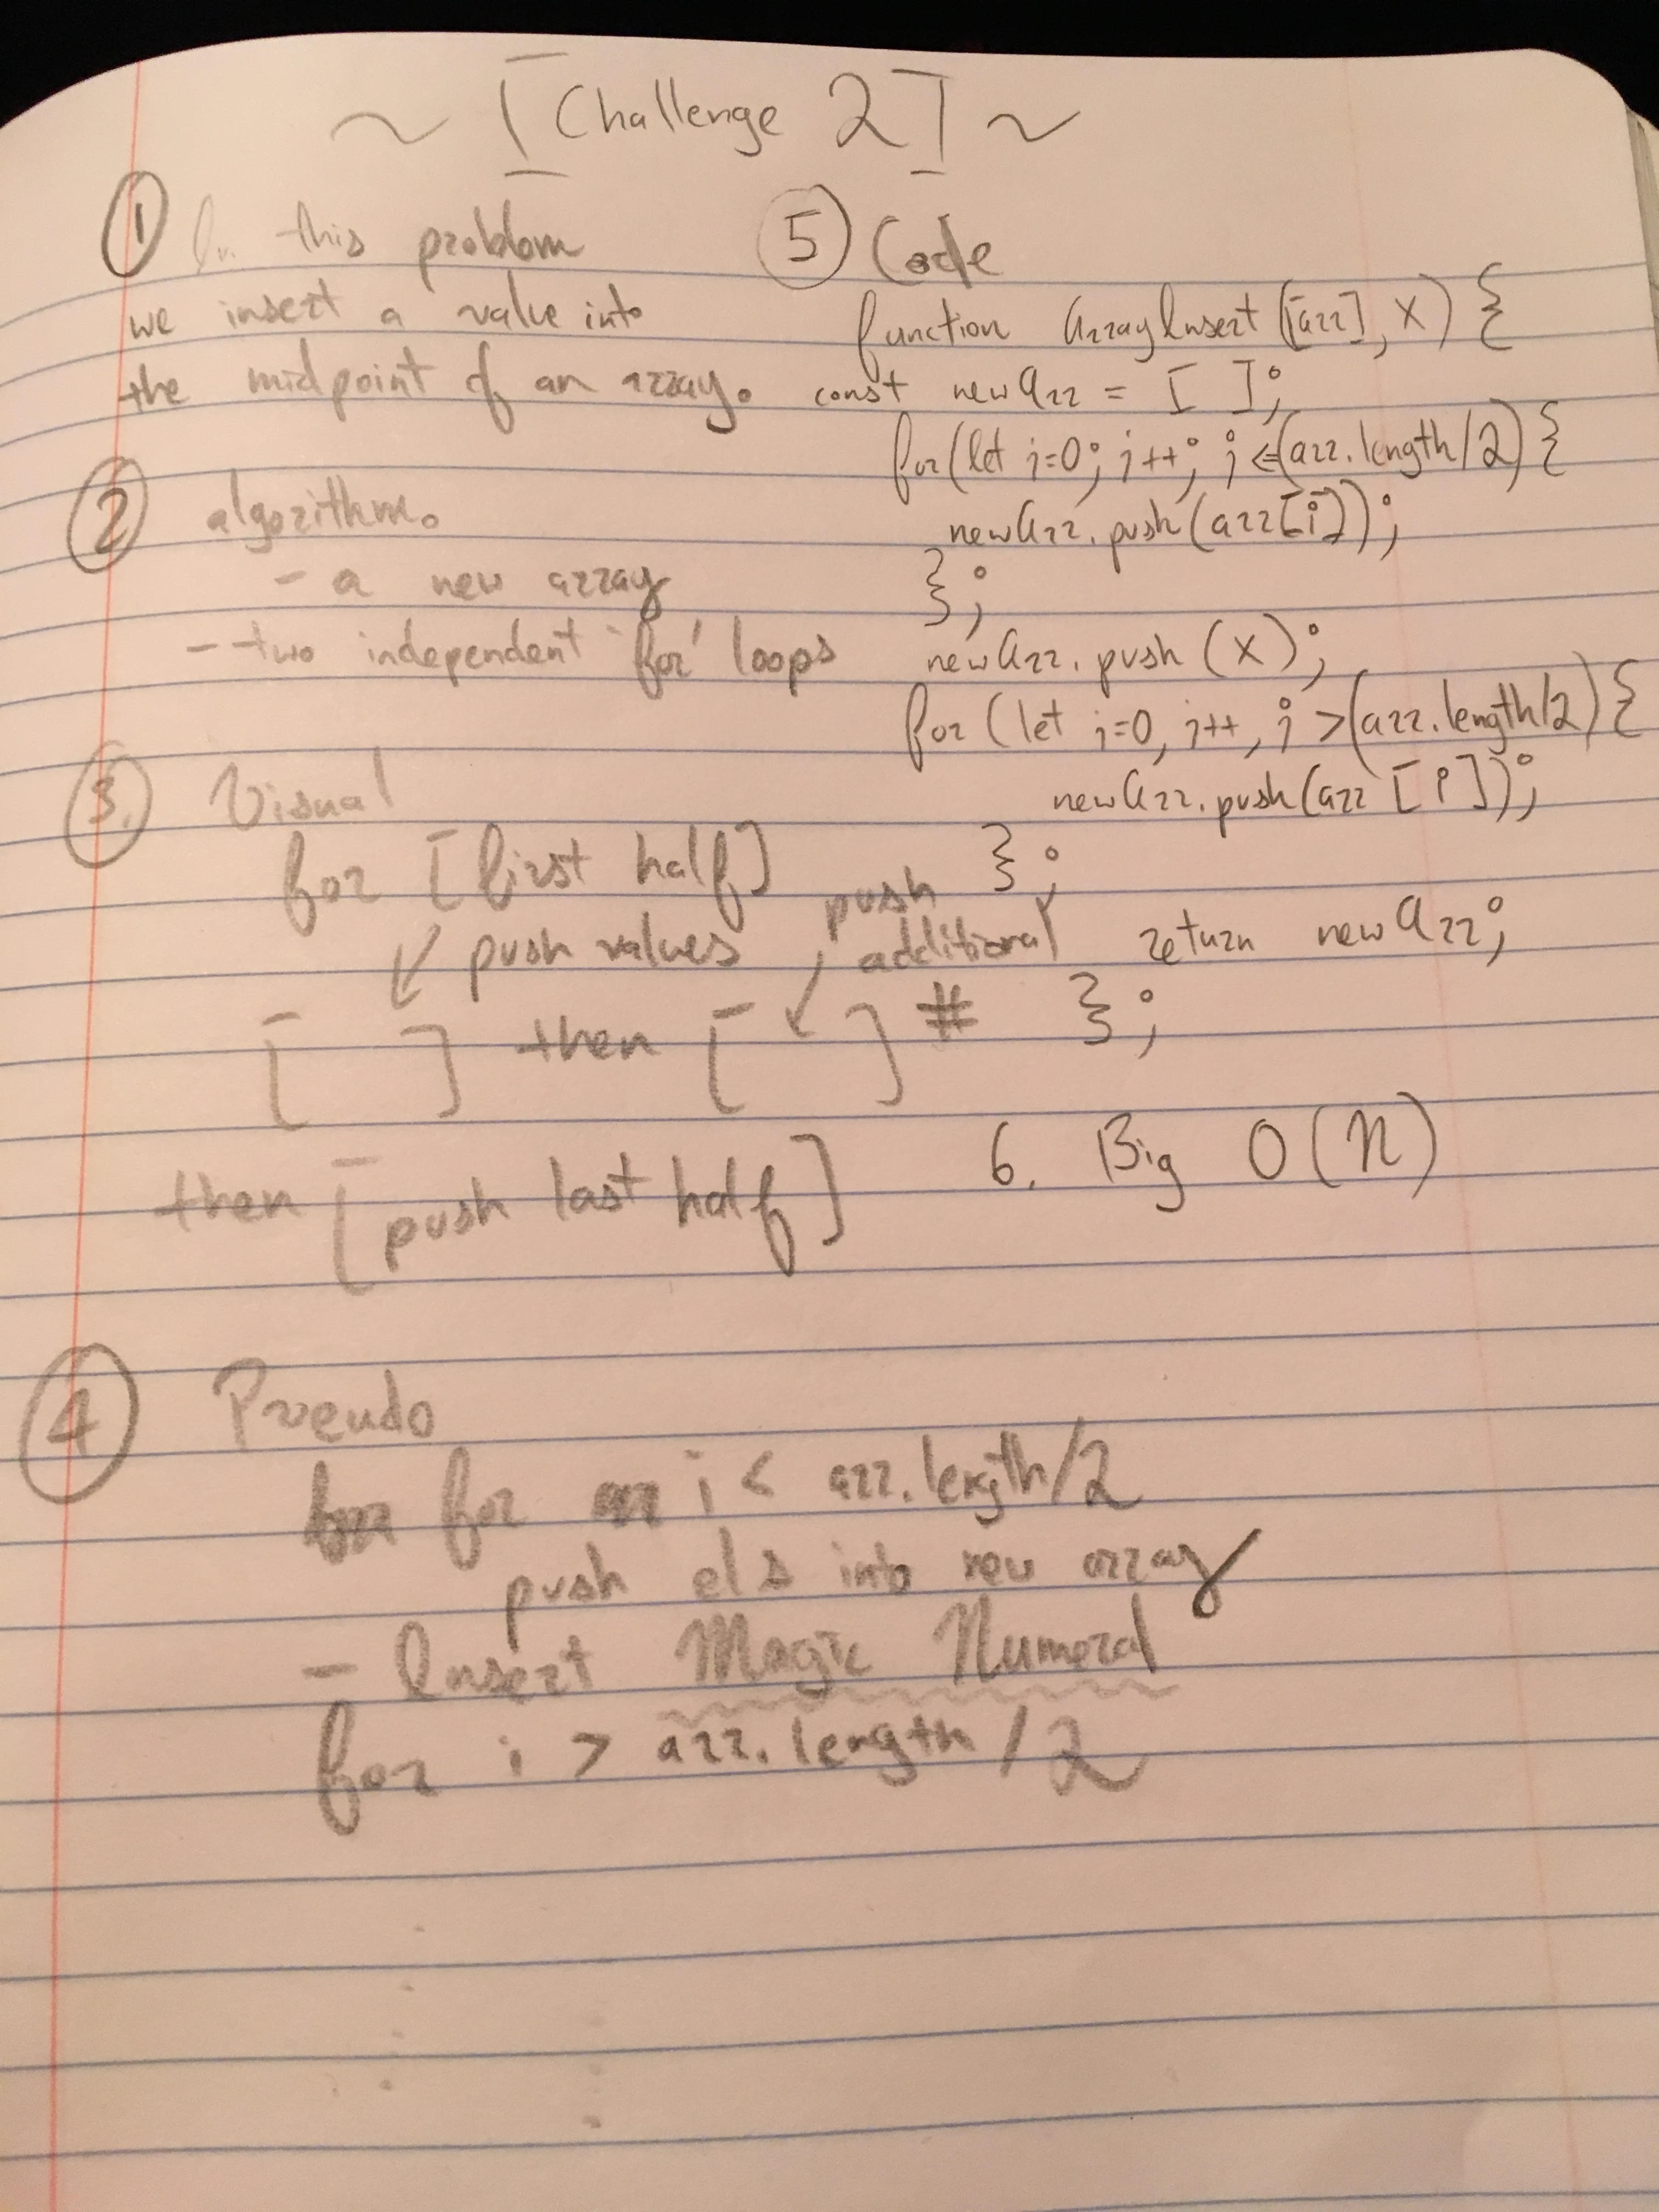 ~ [Challenge 2] ~
① In this problem
we insert a value into
the midpoint of an array.
② algorithm.
- a new array
- two independent 'for' loops
③. Visual
for [first half]
push values
push
additional
[ ] then [ ] #
then [push last half]
④ Pseudo
for i < arr.length/2
push els into new array
- Insert Magic Numeral
for i > arr.length/2
⑤ Code
function ArrayInsert([arr], X) {
const newArr = [ ];
for(let i=0; i++; i <= (arr.length/2) {
newArr.push(arr[i]);
};
newArr.push(X);
for (let i=0, i++, i > (arr.length/2) {
newArr.push(arr[i]);
};
return newArr;
};
6. Big O(n)